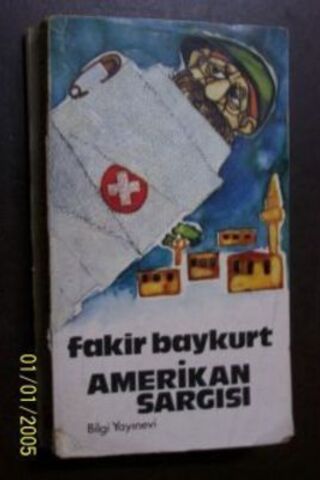 fakir baykurt
AMERİKAN
SARGISI
Bilgi Yayınevi
01/01/2005